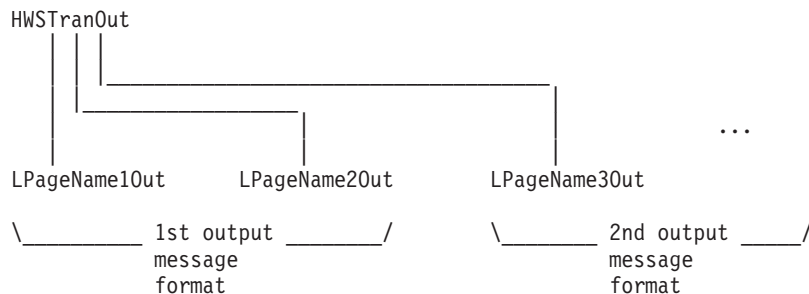 HWSTranOut
...
LPageName1Out LPageName2Out LPageName3Out
1st output 2nd output
message message
format format